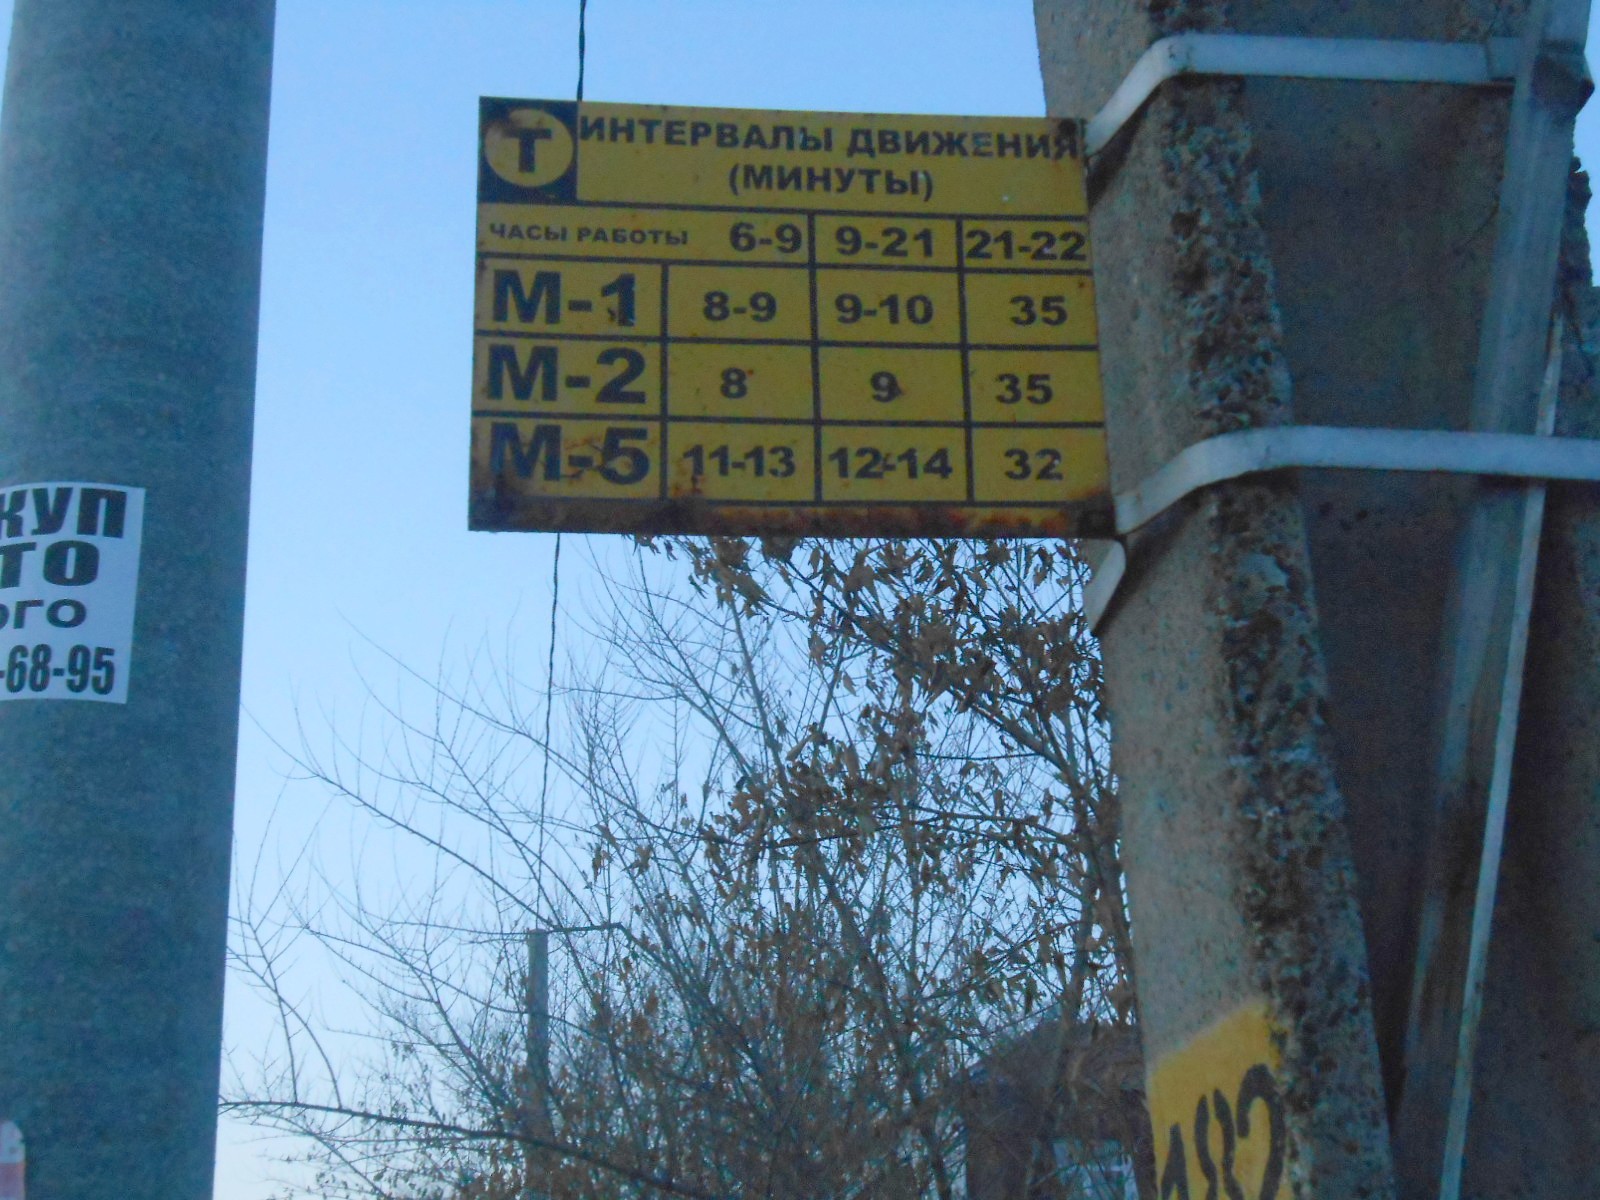 Т ИНТЕРВАЛЫ ДВИЖЕНИЯ
(МИНУТЫ)
ЧАСЫ РАБОТЫ 6-9 9-21 21-22
М-1 8-9 9-10 35
М-2 8 9 35
М-5 11-13 12-14 32
КУП
ТО
ОГО
-68-95